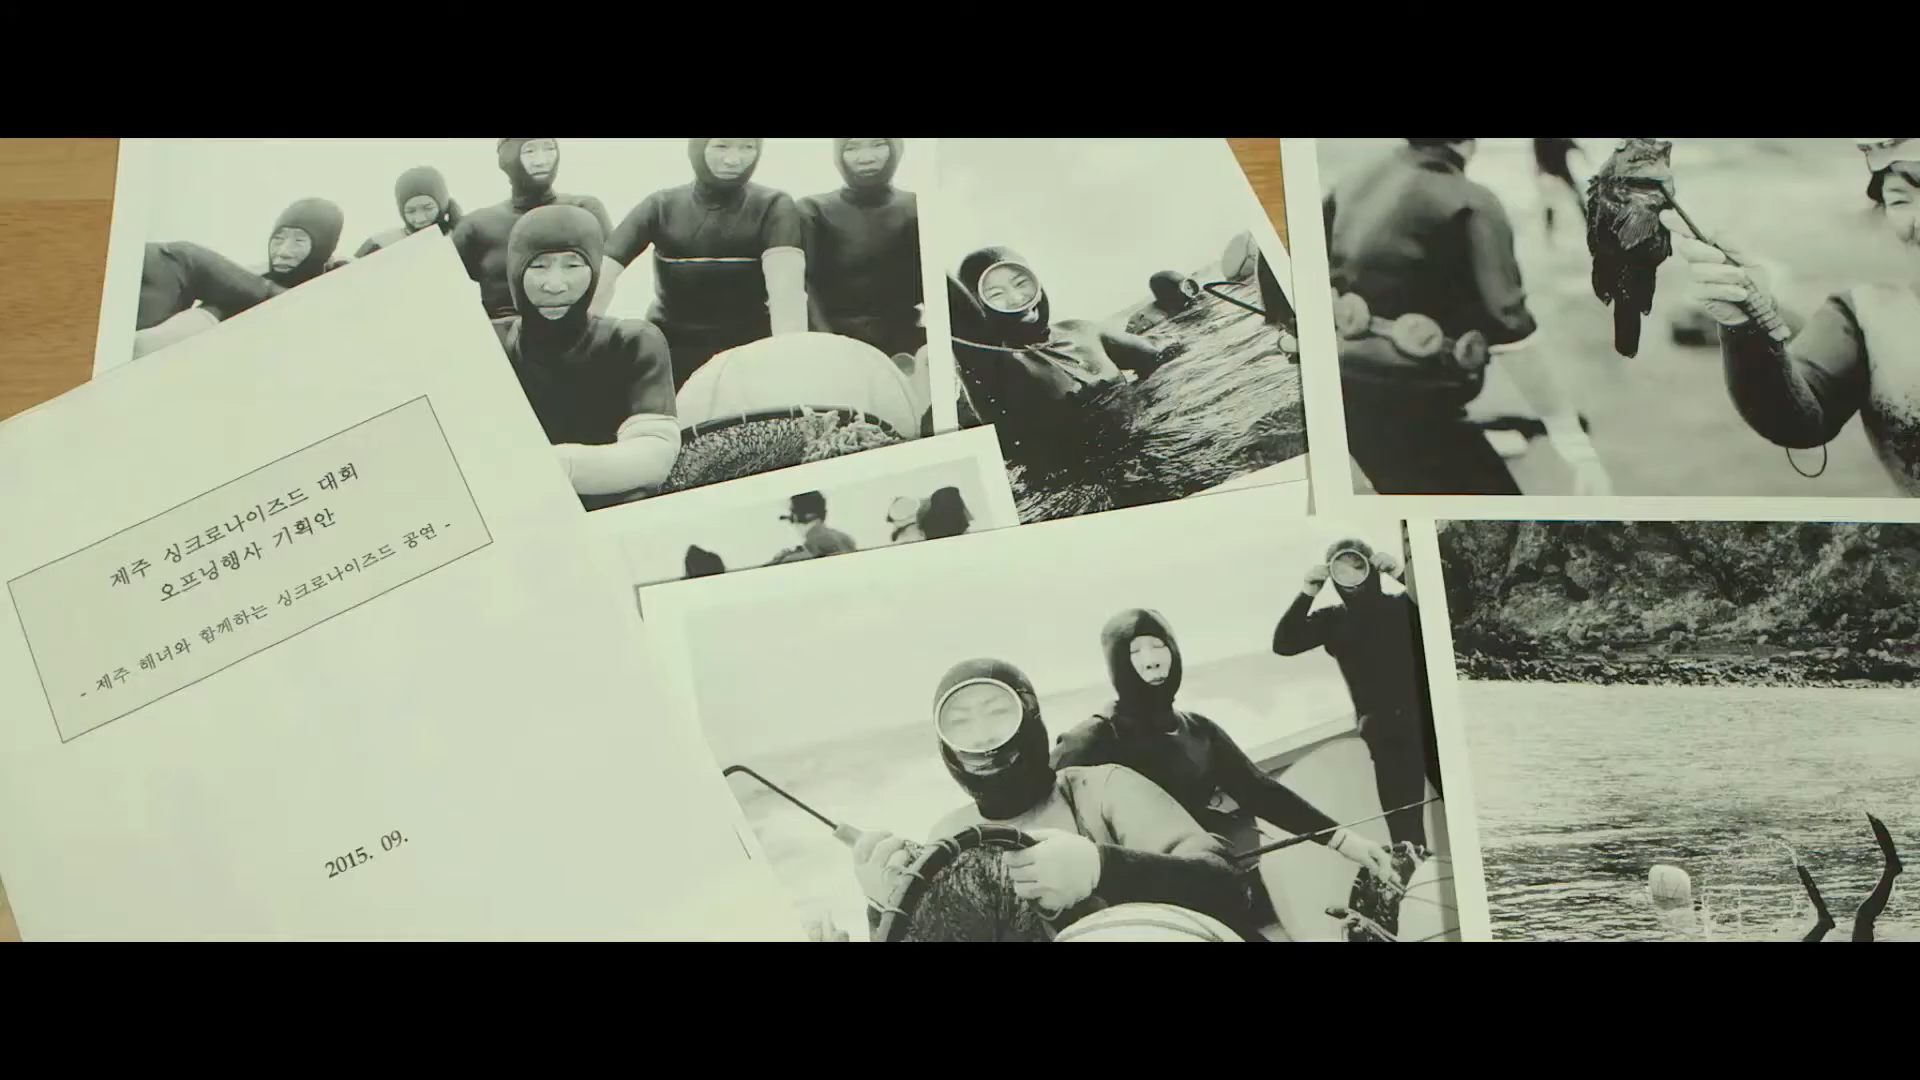 제주 싱크로나이즈드 대회
오프닝행사 기획안
- 제주 해녀와 함께하는 싱크로나이즈드 공연 -
2015. 09.